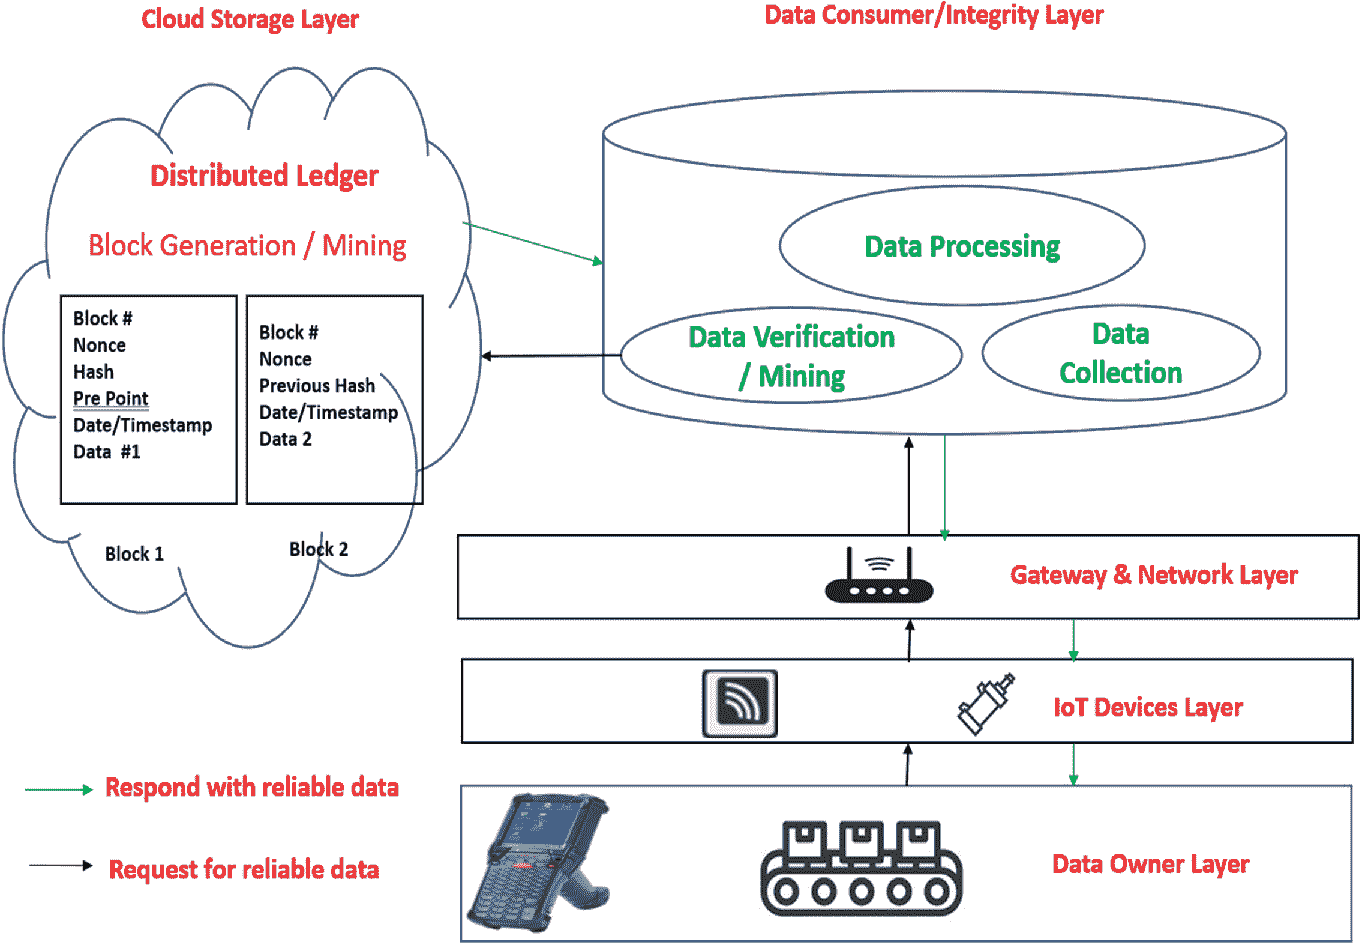 Cloud Storage Layer
Data Consumer/Integrity Layer
Distributed Ledger
Block Generation / Mining
Block #
Nonce
Hash
Pre Point
Date/Timestamp
Data #1
Block 1
Block #
Nonce
Previous Hash
Date/Timestamp
Data 2
Block 2
Data Processing
Data Verification
/ Mining
Data
Collection
Gateway & Network Layer
IoT Devices Layer
Data Owner Layer
Respond with reliable data
Request for reliable data